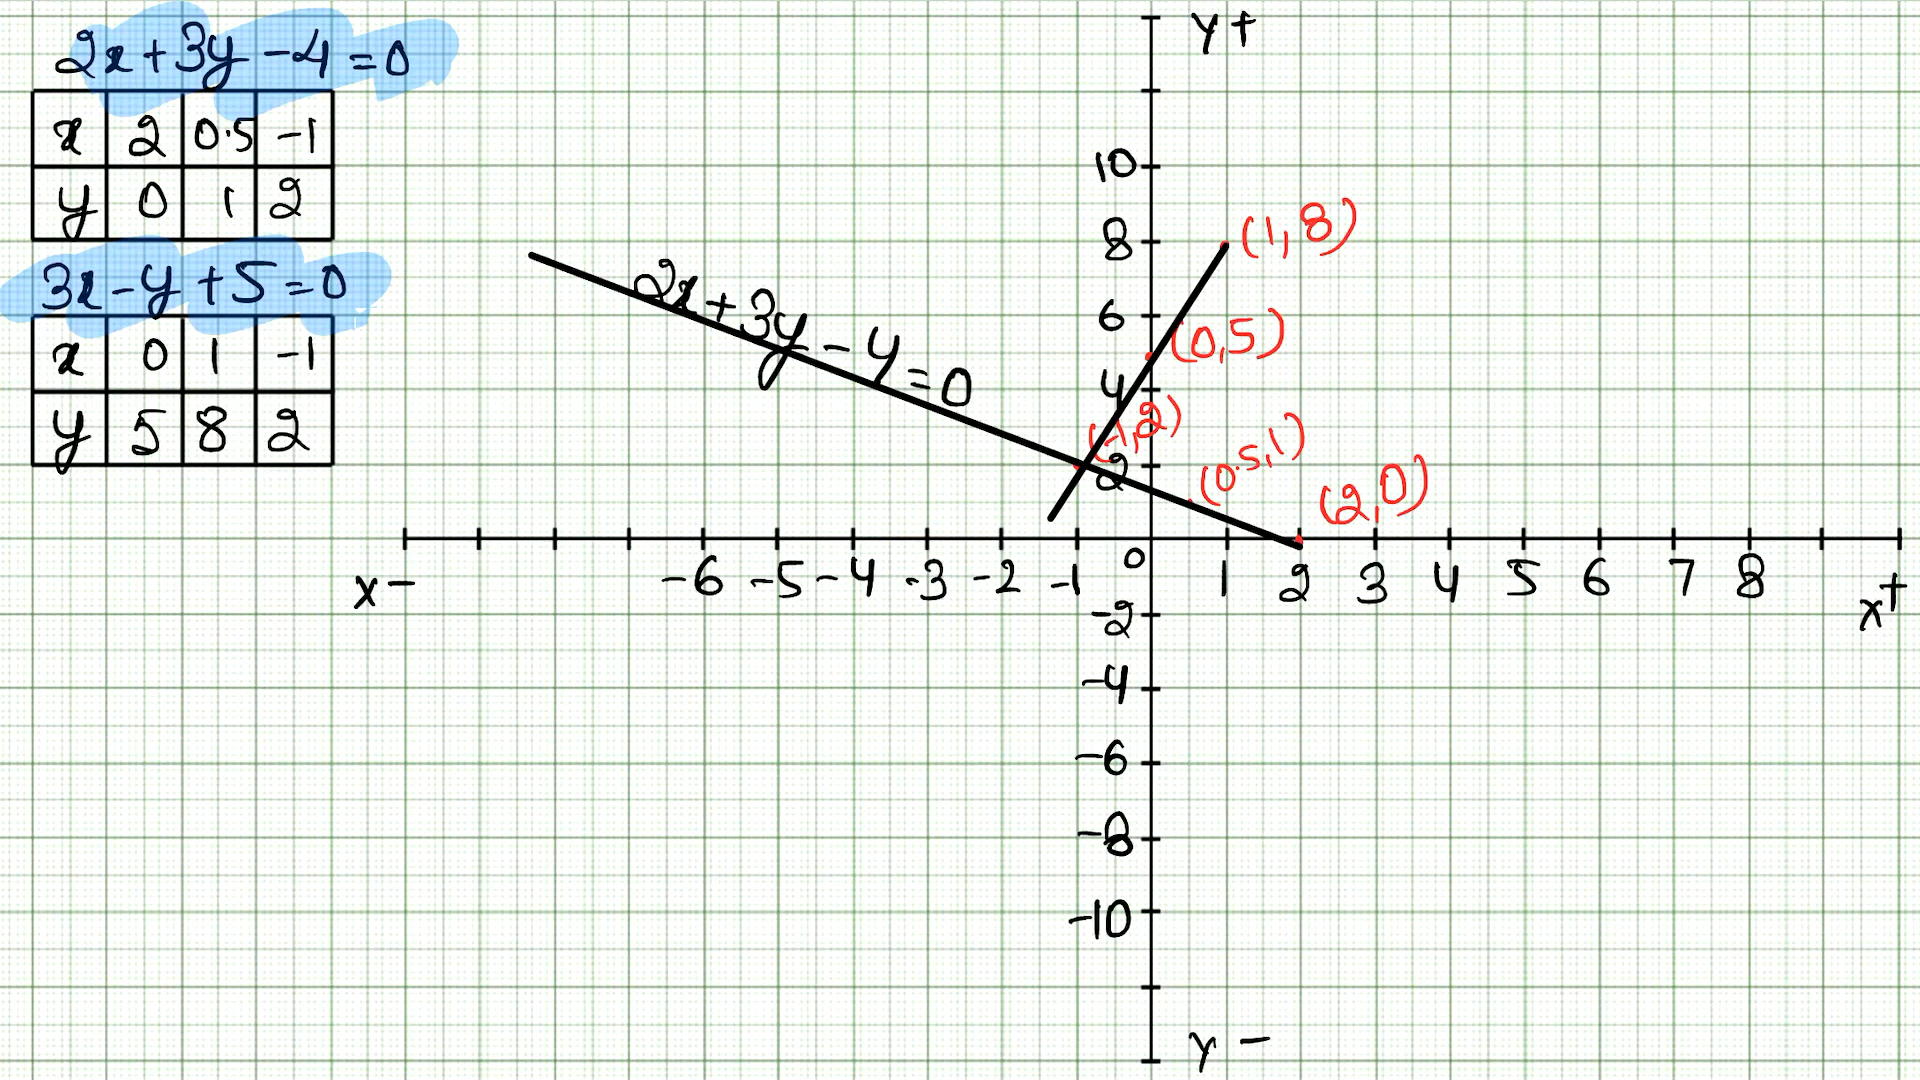 2x+3y-4=0
x 2 0.5 -1
y 0 1 2
3x-y+5=0
x 0 1 -1
y 5 8 2
y+
10
8
(1,8)
6
(0,5)
4
2x+3y-4=0
(-1,2)
2
(0.5,1)
(2,0)
x- -6 -5 -4 -3 -2 -1 0 1 2 3 4 5 6 7 8 x+
-2
-4
-6
-8
-10
y-